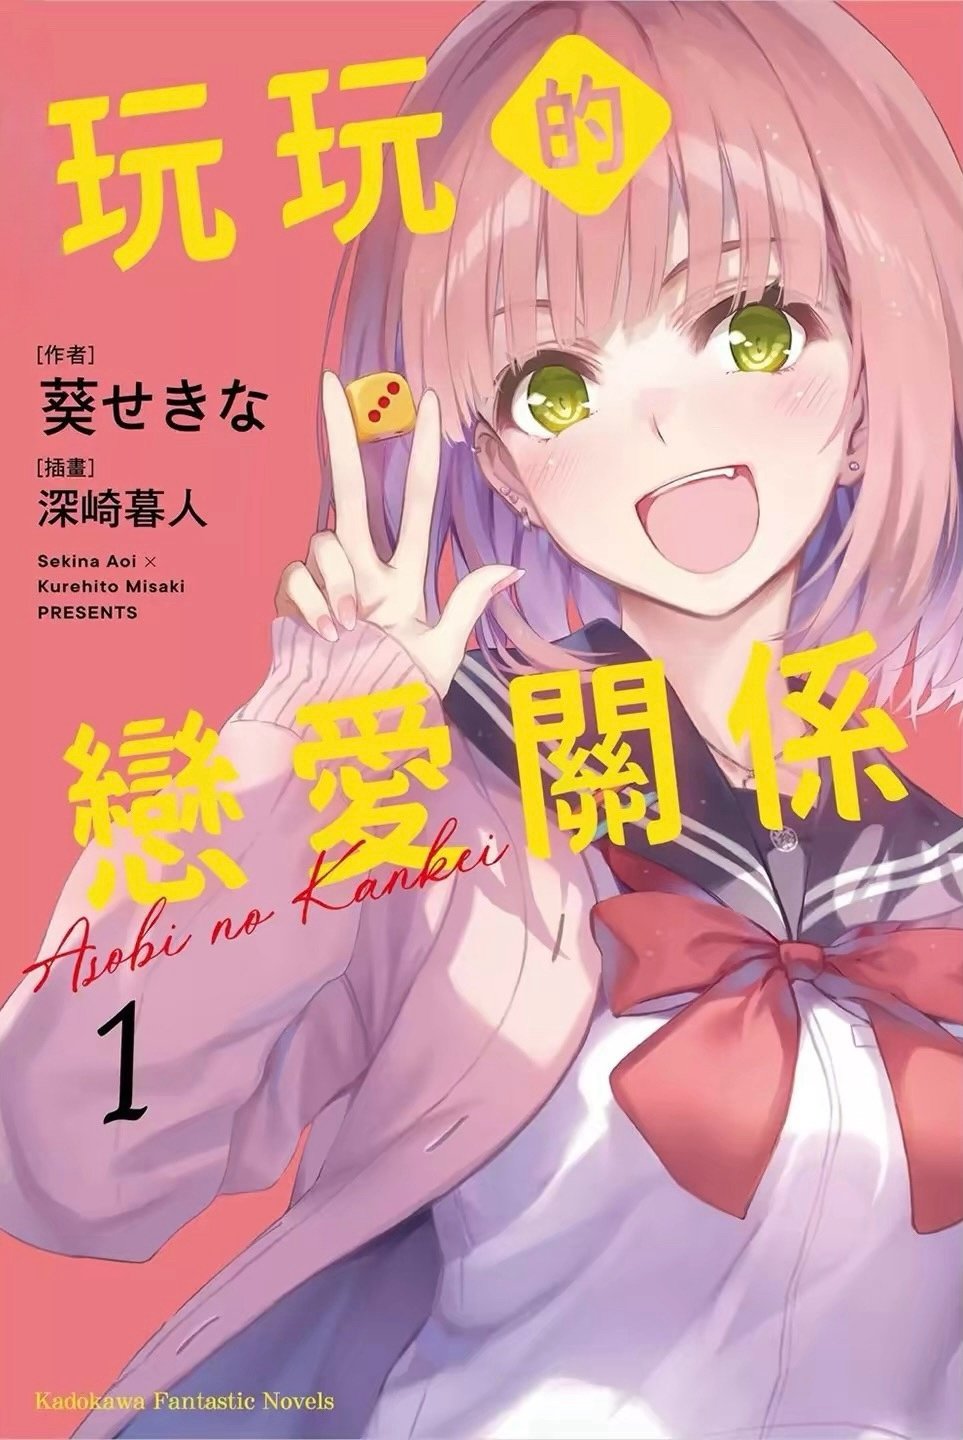 玩玩的
[作者]
葵せきな
[插畫]
深崎暮人
Sekina Aoi ×
Kurehito Misaki
PRESENTS
戀愛關係
Asobi no Kankei
1
Kadokawa Fantastic Novels